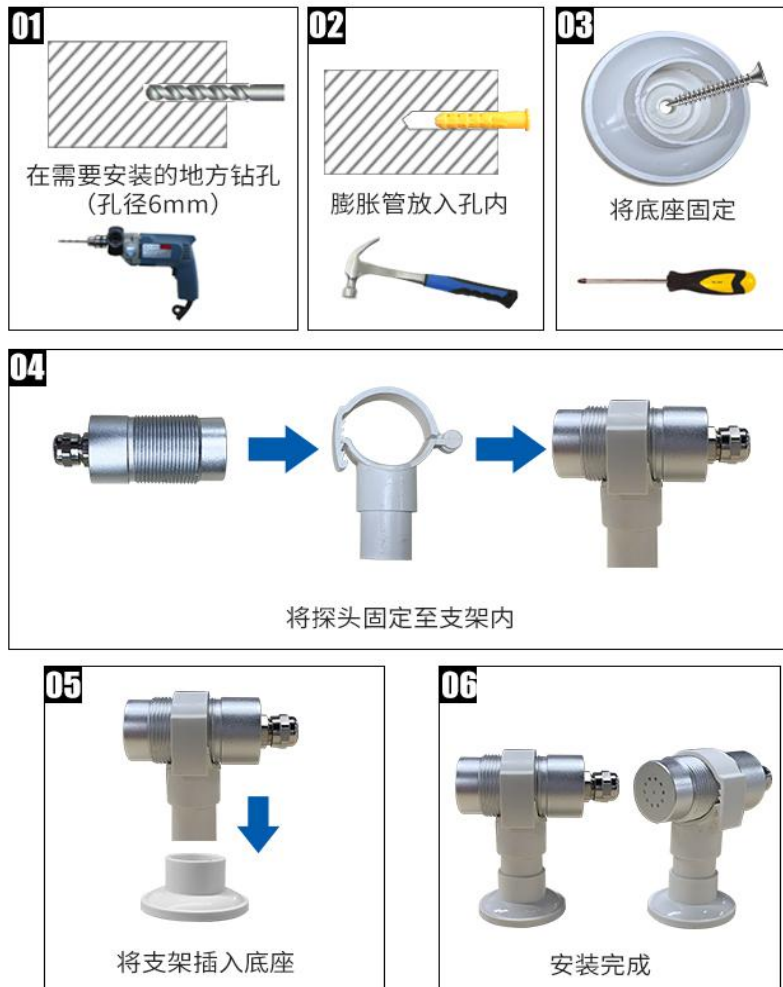 01
在需要安装的地方钻孔
（孔径6mm）
02
膨胀管放入孔内
03
将底座固定
04
将探头固定至支架内
05
将支架插入底座
06
安装完成